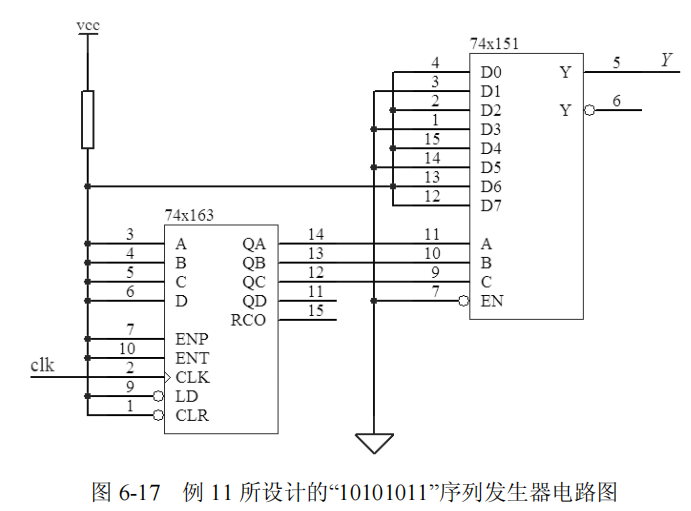 vcc
74x151
4 D0 Y 5 Y
3 D1
2 D2 Y 6
1 D3
15 D4
14 D5
13 D6
12 D7
74x163
3 A QA 14 11 A
4 B QB 13 10 B
5 C QC 12 9 C
6 D QD 11 7 EN
RCO 15
7 ENP
10 ENT
clk 2 CLK
9 LD
1 CLR
图 6-17 例 11 所设计的“10101011”序列发生器电路图